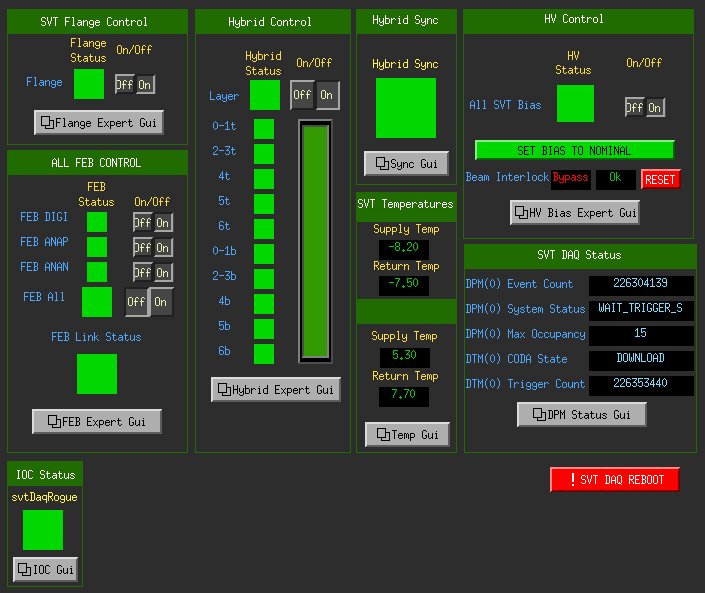 SVT Flange Control
Flange
Status
On/Off
Flange
Off On
Flange Expert Gui
ALL FEB CONTROL
FEB
Status
On/Off
FEB DIGI
Off On
FEB ANAP
Off On
FEB ANAN
Off On
FEB All
Off On
FEB Link Status
FEB Expert Gui
Hybrid Control
Hybrid
Status
On/Off
Layer
Off On
0-1t
2-3t
4t
5t
6t
0-1b
2-3b
4b
5b
6b
Hybrid Expert Gui
Hybrid Sync
Hybrid Sync
Sync Gui
SVT Temperatures
Supply Temp
-8.20
Return Temp
-7.50
Supply Temp
5.30
Return Temp
7.70
Temp Gui
HV Control
HV
Status
On/Off
All SVT Bias
Off On
SET BIAS TO NOMINAL
Beam Interlock Bypass Ok RESET
HV Bias Expert Gui
SVT DAQ Status
DPM(0) Event Count 226304139
DPM(0) System Status WAIT_TRIGGER_S
DPM(0) Max Occupancy 15
DTM(0) CODA State DOWNLOAD
DTM(0) Trigger Count 226353440
DPM Status Gui
IOC Status
svtDaqRogue
IOC Gui
! SVT DAQ REBOOT